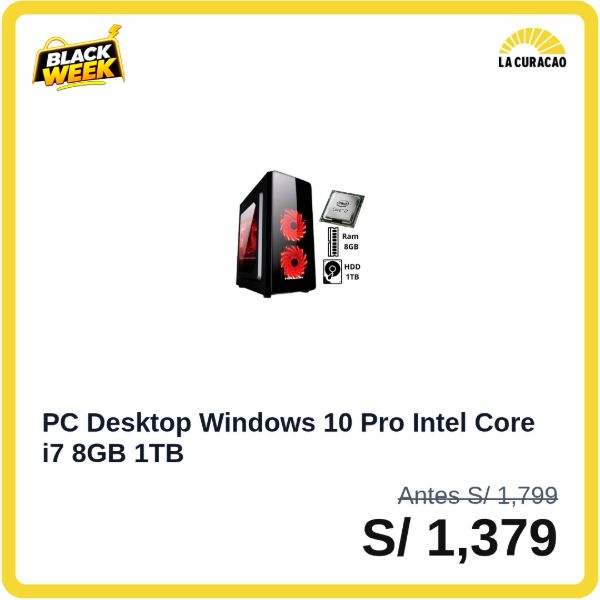 BLACK
WEEK
LA CURACAO
Ram
8GB
HDD
1TB
PC Desktop Windows 10 Pro Intel Core
i7 8GB 1TB
Antes S/ 1,799
S/ 1,379